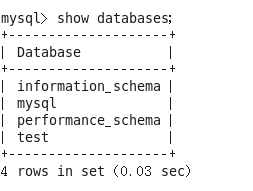 mysql> show databases;
+--------------------+
| Database           |
+--------------------+
| information_schema |
| mysql              |
| performance_schema |
| test               |
+--------------------+
4 rows in set (0.03 sec)